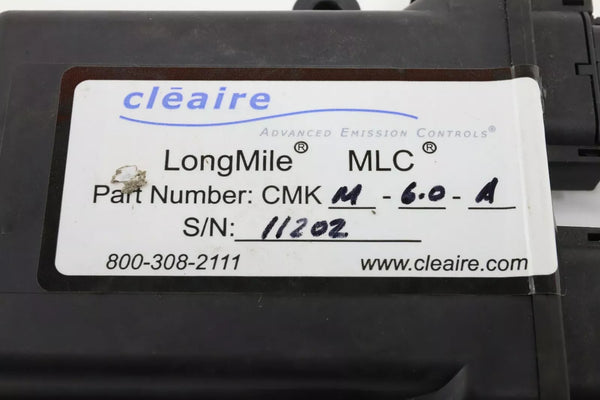 clēaire
ADVANCED EMISSION CONTROLS®
LongMile® MLC®
Part Number: CMK M - 6.0 - A
S/N: 11202
800-308-2111 www.cleaire.com